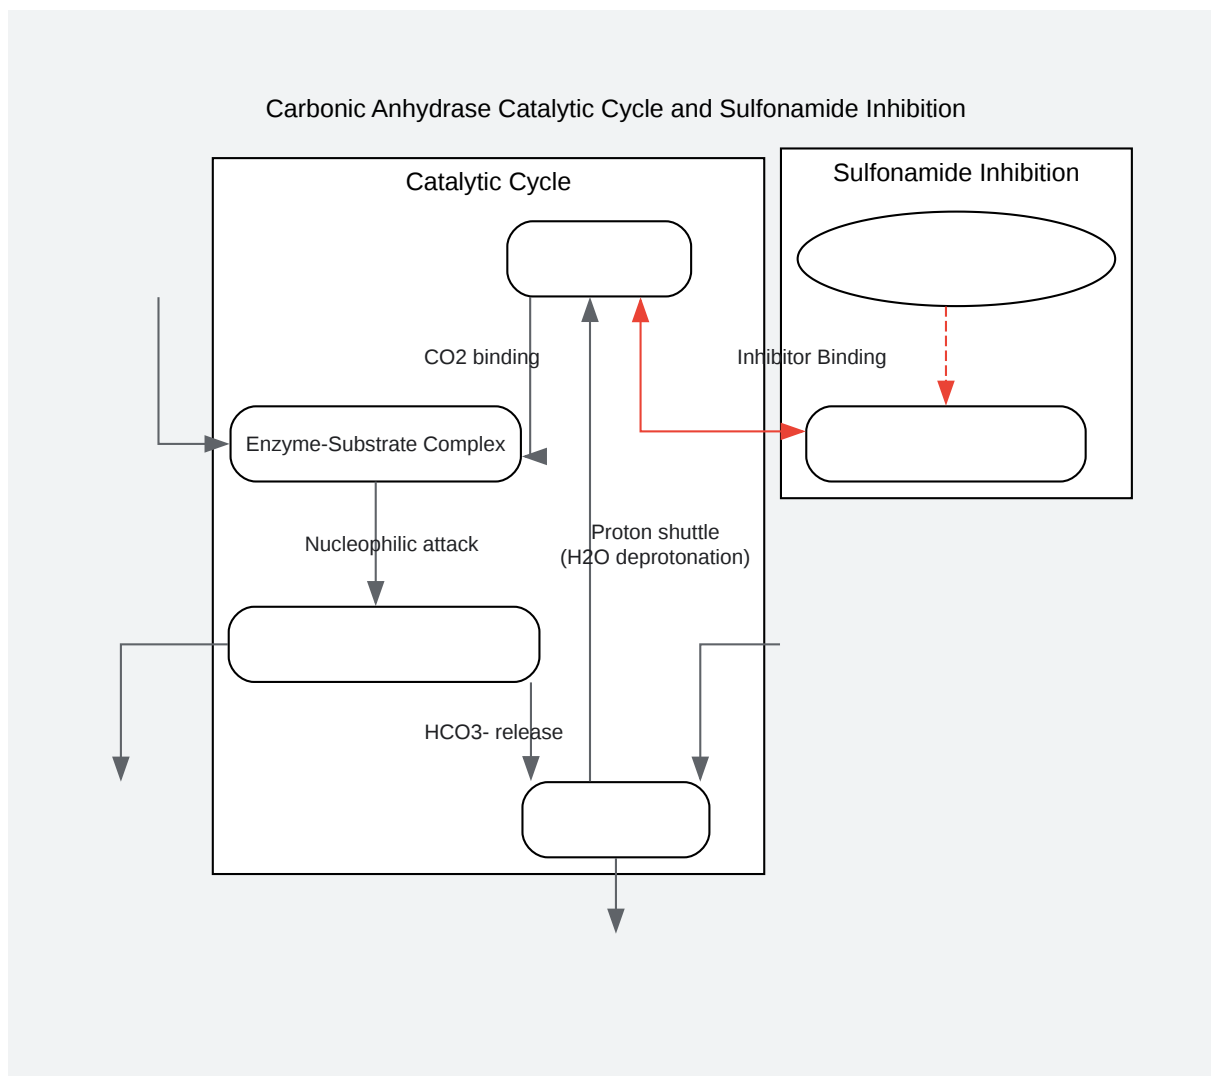 Carbonic Anhydrase Catalytic Cycle and Sulfonamide Inhibition
Catalytic Cycle
Sulfonamide Inhibition
CO2 binding
Inhibitor Binding
Enzyme-Substrate Complex
Nucleophilic attack
Proton shuttle
(H2O deprotonation)
HCO3- release